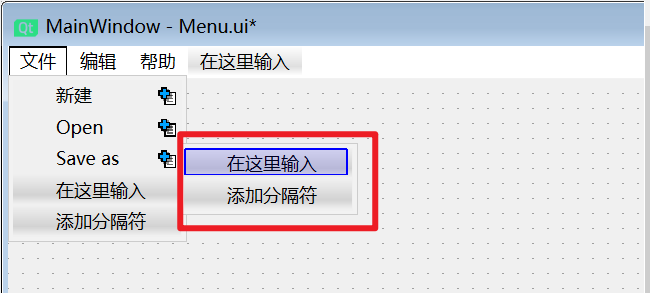 Qt MainWindow - Menu.ui*
文件 编辑 帮助 在这里输入
新建
Open
Save as
在这里输入
添加分隔符
在这里输入
添加分隔符